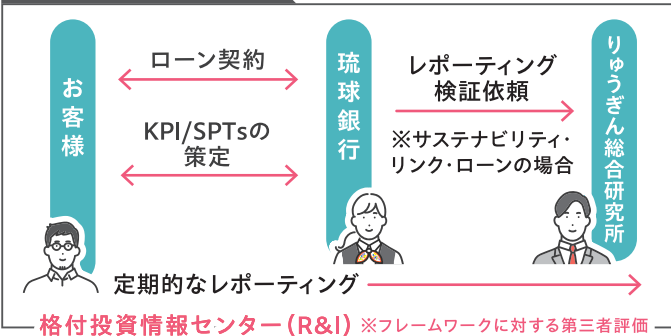 お客様
ローン契約
KPI/SPTsの
策定
琉球銀行
レポーティング
検証依頼
※サステナビリティ・
リンク・ローンの場合
りゅうぎん総合研究所
定期的なレポーティング
格付投資情報センター(R&I) ※フレームワークに対する第三者評価